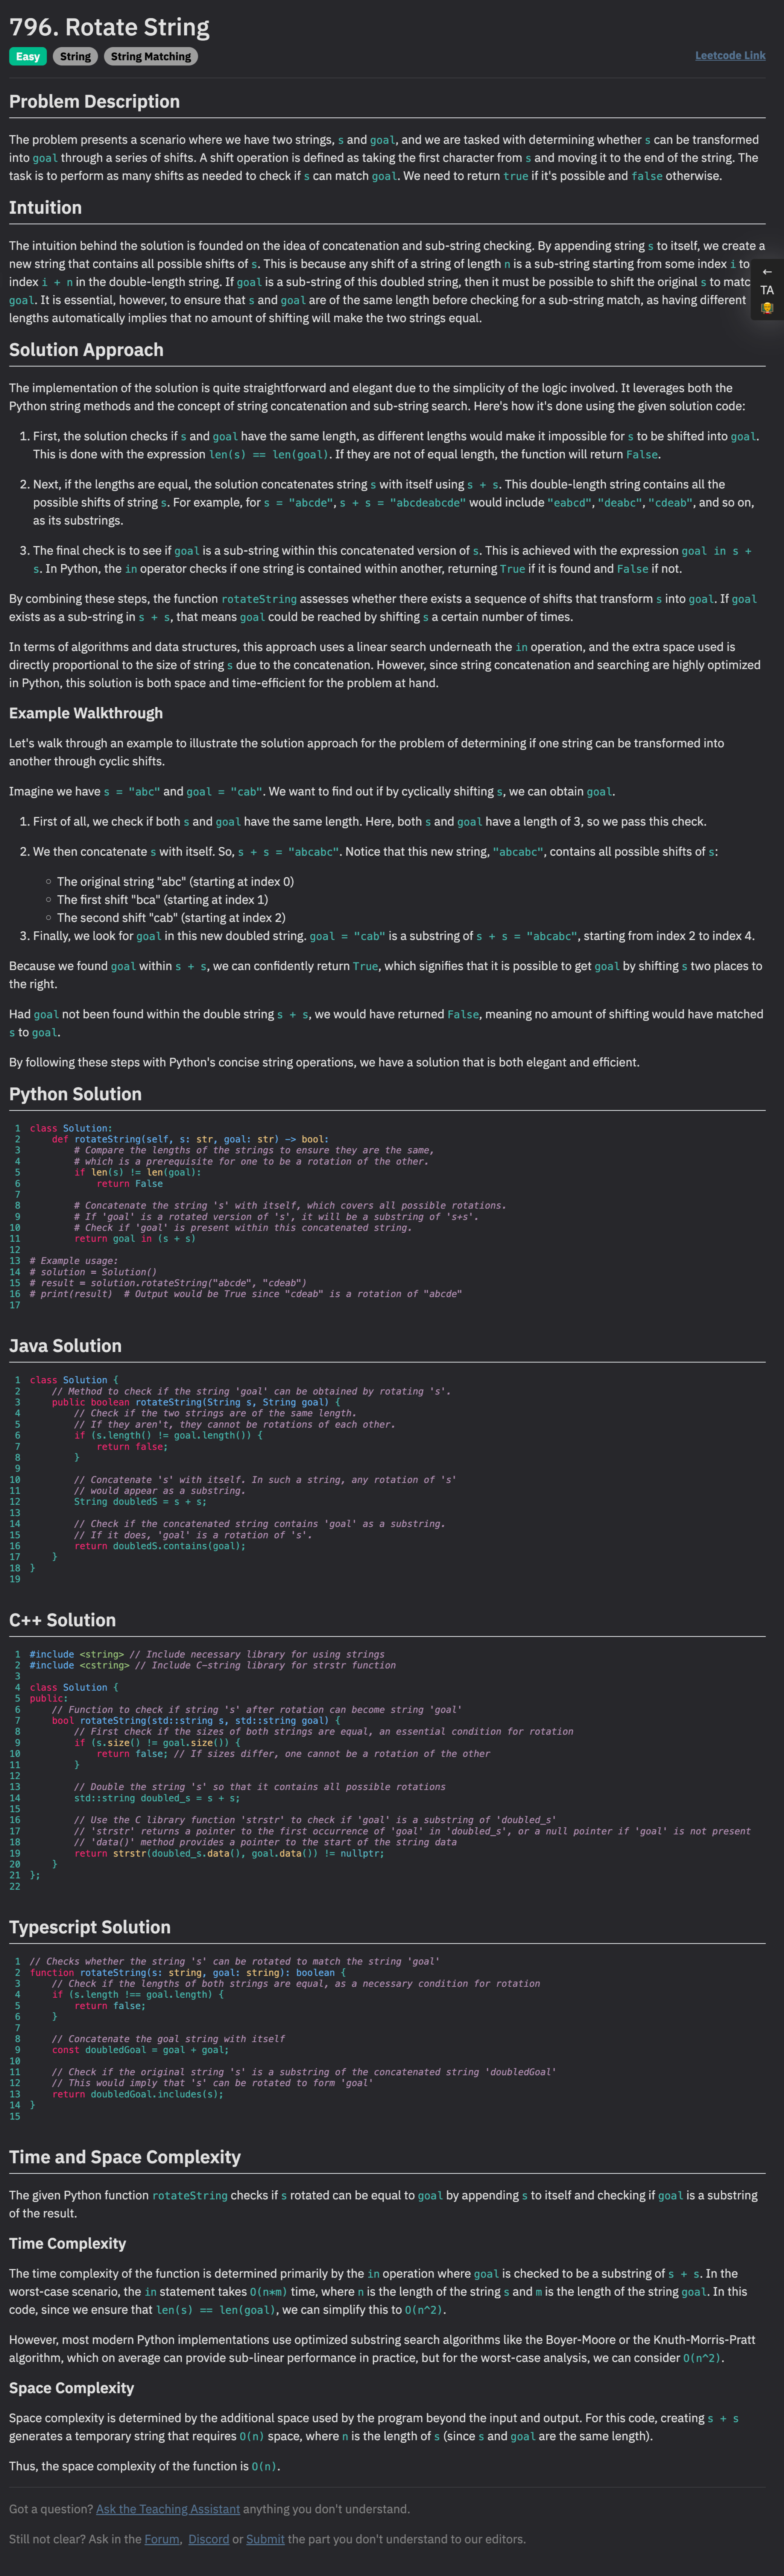 796. Rotate String
Easy String String Matching Leetcode Link
Problem Description
The problem presents a scenario where we have two strings, s and goal, and we are tasked with determining whether s can be transformed
into goal through a series of shifts. A shift operation is defined as taking the first character from s and moving it to the end of the string. The
task is to perform as many shifts as needed to check if s can match goal. We need to return true if it's possible and false otherwise.
Intuition
The intuition behind the solution is founded on the idea of concatenation and sub-string checking. By appending string s to itself, we create a
new string that contains all possible shifts of s. This is because any shift of a string of length n is a sub-string starting from some index i to
index i + n in the double-length string. If goal is a sub-string of this doubled string, then it must be possible to shift the original s to matc
goal. It is essential, however, to ensure that s and goal are of the same length before checking for a sub-string match, as having different
lengths automatically implies that no amount of shifting will make the two strings equal.
←
TA
Solution Approach
The implementation of the solution is quite straightforward and elegant due to the simplicity of the logic involved. It leverages both the
Python string methods and the concept of string concatenation and sub-string search. Here's how it's done using the given solution code:
1. First, the solution checks if s and goal have the same length, as different lengths would make it impossible for s to be shifted into goal.
This is done with the expression len(s) == len(goal). If they are not of equal length, the function will return False.
2. Next, if the lengths are equal, the solution concatenates string s with itself using s + s. This double-length string contains all the
possible shifts of string s. For example, for s = "abcde", s + s = "abcdeabcde" would include "eabcd", "deabc", "cdeab", and so on,
as its substrings.
3. The final check is to see if goal is a sub-string within this concatenated version of s. This is achieved with the expression goal in s +
s. In Python, the in operator checks if one string is contained within another, returning True if it is found and False if not.
By combining these steps, the function rotateString assesses whether there exists a sequence of shifts that transform s into goal. If goal
exists as a sub-string in s + s, that means goal could be reached by shifting s a certain number of times.
In terms of algorithms and data structures, this approach uses a linear search underneath the in operation, and the extra space used is
directly proportional to the size of string s due to the concatenation. However, since string concatenation and searching are highly optimized
in Python, this solution is both space and time-efficient for the problem at hand.
Example Walkthrough
Let's walk through an example to illustrate the solution approach for the problem of determining if one string can be transformed into
another through cyclic shifts.
Imagine we have s = "abc" and goal = "cab". We want to find out if by cyclically shifting s, we can obtain goal.
1. First of all, we check if both s and goal have the same length. Here, both s and goal have a length of 3, so we pass this check.
2. We then concatenate s with itself. So, s + s = "abcabc". Notice that this new string, "abcabc", contains all possible shifts of s:
○ The original string "abc" (starting at index 0)
○ The first shift "bca" (starting at index 1)
○ The second shift "cab" (starting at index 2)
3. Finally, we look for goal in this new doubled string. goal = "cab" is a substring of s + s = "abcabc", starting from index 2 to index 4.
Because we found goal within s + s, we can confidently return True, which signifies that it is possible to get goal by shifting s two places to
the right.
Had goal not been found within the double string s + s, we would have returned False, meaning no amount of shifting would have matched
s to goal.
By following these steps with Python's concise string operations, we have a solution that is both elegant and efficient.
Python Solution
1 class Solution:
2     def rotateString(self, s: str, goal: str) -> bool:
3         # Compare the lengths of the strings to ensure they are the same,
4         # which is a prerequisite for one to be a rotation of the other.
5         if len(s) != len(goal):
6             return False
7
8         # Concatenate the string 's' with itself, which covers all possible rotations.
9         # If 'goal' is a rotated version of 's', it will be a substring of 's+s'.
10         # Check if 'goal' is present within this concatenated string.
11         return goal in (s + s)
12
13 # Example usage:
14 # solution = Solution()
15 # result = solution.rotateString("abcde", "cdeab")
16 # print(result)  # Output would be True since "cdeab" is a rotation of "abcde"
17
Java Solution
1 class Solution {
2     // Method to check if the string 'goal' can be obtained by rotating 's'.
3     public boolean rotateString(String s, String goal) {
4         // Check if the two strings are of the same length.
5         // If they aren't, they cannot be rotations of each other.
6         if (s.length() != goal.length()) {
7             return false;
8         }
9
10         // Concatenate 's' with itself. In such a string, any rotation of 's'
11         // would appear as a substring.
12         String doubledS = s + s;
13
14         // Check if the concatenated string contains 'goal' as a substring.
15         // If it does, 'goal' is a rotation of 's'.
16         return doubledS.contains(goal);
17     }
18 }
19
C++ Solution
1 #include <string> // Include necessary library for using strings
2 #include <cstring> // Include C-string library for strstr function
3
4 class Solution {
5 public:
6     // Function to check if string 's' after rotation can become string 'goal'
7     bool rotateString(std::string s, std::string goal) {
8         // First check if the sizes of both strings are equal, an essential condition for rotation
9         if (s.size() != goal.size()) {
10             return false; // If sizes differ, one cannot be a rotation of the other
11         }
12
13         // Double the string 's' so that it contains all possible rotations
14         std::string doubled_s = s + s;
15
16         // Use the C library function 'strstr' to check if 'goal' is a substring of 'doubled_s'
17         // 'strstr' returns a pointer to the first occurrence of 'goal' in 'doubled_s', or a null pointer if 'goal' is not present
18         // 'data()' method provides a pointer to the start of the string data
19         return strstr(doubled_s.data(), goal.data()) != nullptr;
20     }
21 };
22
Typescript Solution
1 // Checks whether the string 's' can be rotated to match the string 'goal'
2 function rotateString(s: string, goal: string): boolean {
3     // Check if the lengths of both strings are equal, as a necessary condition for rotation
4     if (s.length !== goal.length) {
5         return false;
6     }
7
8     // Concatenate the goal string with itself
9     const doubledGoal = goal + goal;
10
11     // Check if the original string 's' is a substring of the concatenated string 'doubledGoal'
12     // This would imply that 's' can be rotated to form 'goal'
13     return doubledGoal.includes(s);
14 }
15
Time and Space Complexity
The given Python function rotateString checks if s rotated can be equal to goal by appending s to itself and checking if goal is a substring
of the result.
Time Complexity
The time complexity of the function is determined primarily by the in operation where goal is checked to be a substring of s + s. In the
worst-case scenario, the in statement takes O(n*m) time, where n is the length of the string s and m is the length of the string goal. In this
code, since we ensure that len(s) == len(goal), we can simplify this to O(n^2).
However, most modern Python implementations use optimized substring search algorithms like the Boyer-Moore or the Knuth-Morris-Pratt
algorithm, which on average can provide sub-linear performance in practice, but for the worst-case analysis, we can consider O(n^2).
Space Complexity
Space complexity is determined by the additional space used by the program beyond the input and output. For this code, creating s + s
generates a temporary string that requires O(n) space, where n is the length of s (since s and goal are the same length).
Thus, the space complexity of the function is O(n).
Got a question? Ask the Teaching Assistant anything you don't understand.
Still not clear? Ask in the Forum, Discord or Submit the part you don't understand to our editors.